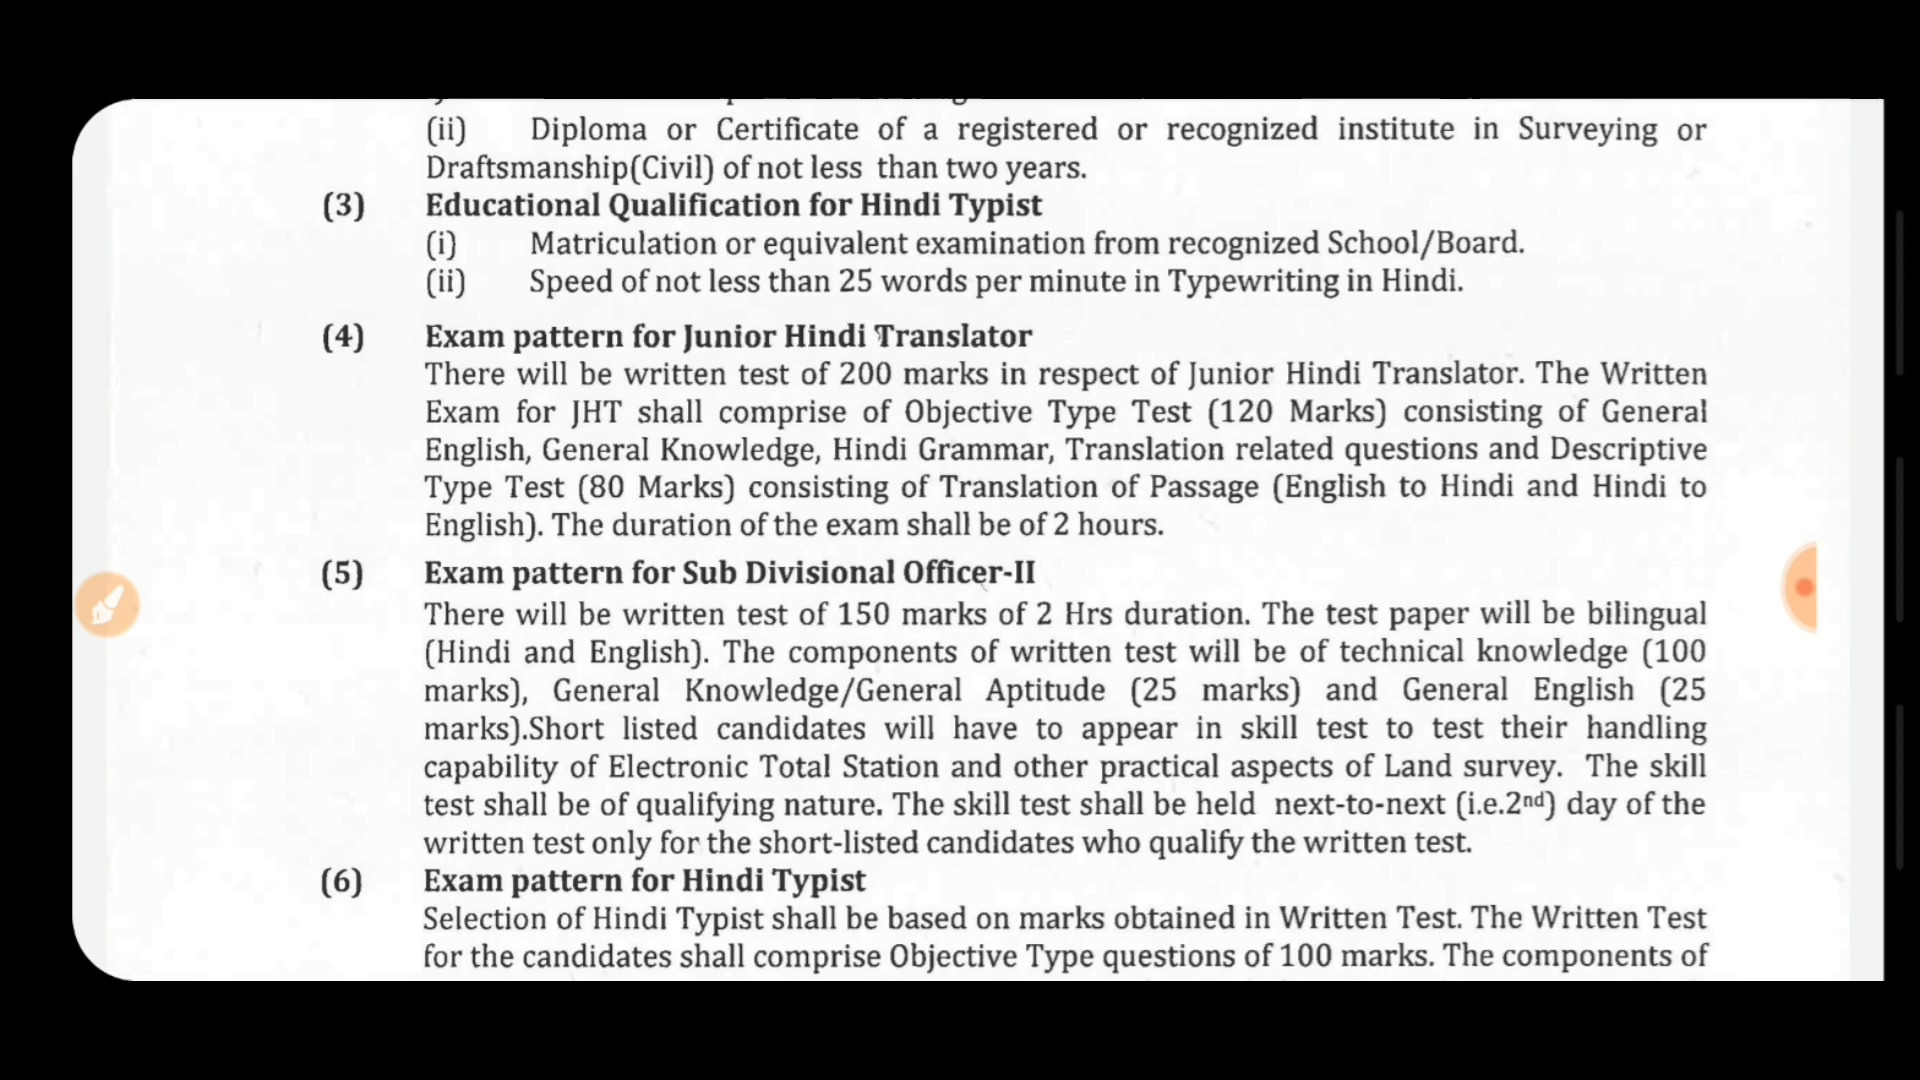 (ii) Diploma or Certificate of a registered or recognized institute in Surveying or
Draftsmanship(Civil) of not less than two years.
(3) Educational Qualification for Hindi Typist
(i) Matriculation or equivalent examination from recognized School/Board.
(ii) Speed of not less than 25 words per minute in Typewriting in Hindi.
(4) Exam pattern for Junior Hindi Translator
There will be written test of 200 marks in respect of Junior Hindi Translator. The Written
Exam for JHT shall comprise of Objective Type Test (120 Marks) consisting of General
English, General Knowledge, Hindi Grammar, Translation related questions and Descriptive
Type Test (80 Marks) consisting of Translation of Passage (English to Hindi and Hindi to
English). The duration of the exam shall be of 2 hours.
(5) Exam pattern for Sub Divisional Officer-II
There will be written test of 150 marks of 2 Hrs duration. The test paper will be bilingual
(Hindi and English). The components of written test will be of technical knowledge (100
marks), General Knowledge/General Aptitude (25 marks) and General English (25
marks).Short listed candidates will have to appear in skill test to test their handling
capability of Electronic Total Station and other practical aspects of Land survey. The skill
test shall be of qualifying nature. The skill test shall be held next-to-next (i.e.2nd) day of the
written test only for the short-listed candidates who qualify the written test.
(6) Exam pattern for Hindi Typist
Selection of Hindi Typist shall be based on marks obtained in Written Test. The Written Test
for the candidates shall comprise Objective Type questions of 100 marks. The components of